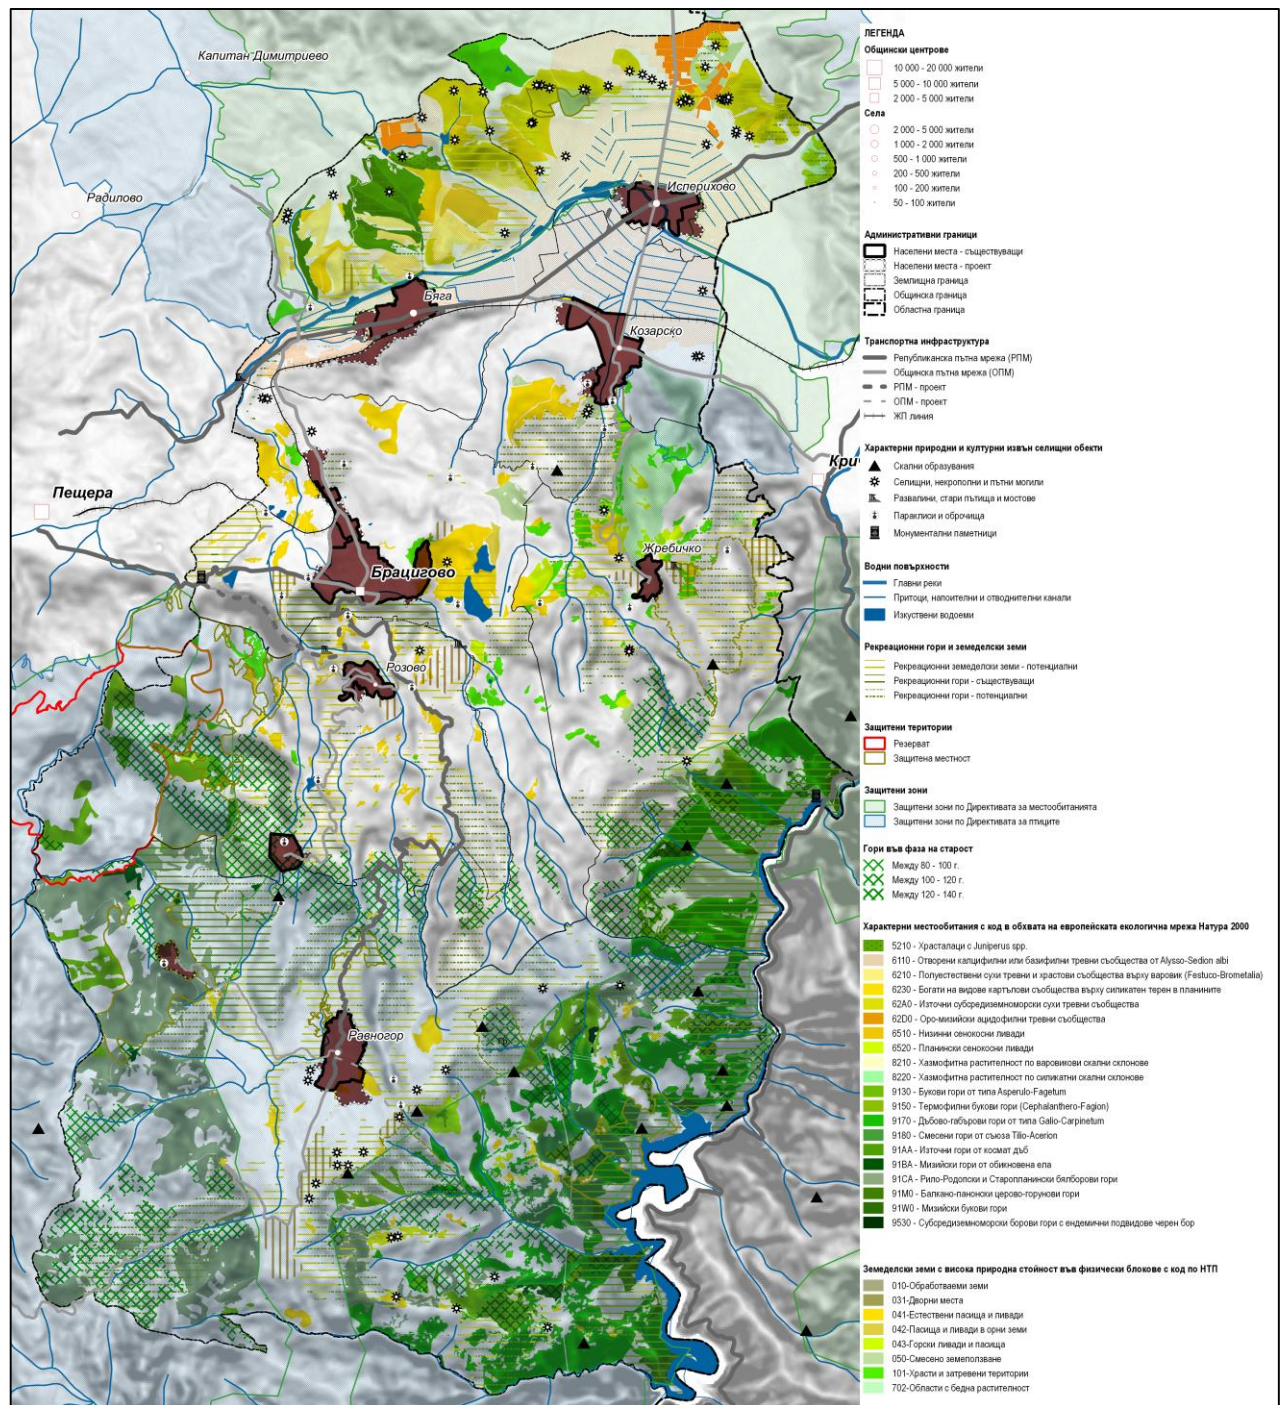 Капитан Димитриево
Радилово
Исперихово
Бяга
Козарско
Кри
Пещера
Жребичко
Брацигово
Розово
Равногор
ЛЕГЕНДА
Общински центрове
10 000 - 20 000 жители
5 000 - 10 000 жители
2 000 - 5 000 жители
Села
2 000 - 5 000 жители
1 000 - 2 000 жители
500 - 1 000 жители
200 - 500 жители
100 - 200 жители
50 - 100 жители
Административни граници
Населени места - съществуващи
Населени места - проект
Землищна граница
Общинска граница
Областна граница
Транспортна инфраструктура
Републиканска пътна мрежа (РПМ)
Общинска пътна мрежа (ОПМ)
РПМ - проект
ОПМ - проект
ЖП линия
Характерни природни и културни извън селищни обекти
Скални образувания
Селищни, некрополни и пътни могили
Развалини, стари пътища и мостове
Параклиси и оброчища
Монументални паметници
Водни повърхности
Главни реки
Притоци, напоителни и отводнителни канали
Изкуствени водоеми
Рекреационни гори и земеделски земи
Рекреационни земеделски земи - потенциални
Рекреационни гори - съществуващи
Рекреационни гори - потенциални
Защитени територии
Резерват
Защитена местност
Защитени зони
Защитени зони по Директивата за местообитанията
Защитени зони по Директивата за птиците
Гори във фаза на старост
Между 80 - 100 г.
Между 100 - 120 г.
Между 120 - 140 г.
Характерни местообитания с код в обхвата на европейската екологична мрежа Натура 2000
5210 - Храсталаци с Juniperus spp.
6110 - Отворени калцифилни или базифилни тревни съобщества от Alysso-Sedion albi
6210 - Полуестествени сухи тревни и храстови съобщества върху варовик (Festuco-Brometalia)
6230 - Богати на видове картълови съобщества върху силикатен терен в планините
62A0 - Източни субсредиземноморски сухи тревни съобщества
62D0 - Оро-мизийски ацидофилни тревни съобщества
6510 - Низинни сенокосни ливади
6520 - Планински сенокосни ливади
8210 - Хазмофитна растителност по варовикови скални склонове
8220 - Хазмофитна растителност по силикатни скални склонове
9130 - Букови гори от типа Asperulo-Fagetum
9150 - Термофилни букови гори (Cephalanthero-Fagion)
9170 - Дъбово-габърови гори от типа Galio-Carpinetum
9180 - Смесени гори от съюза Tilio-Acerion
91AA - Източни гори от космат дъб
91BA - Мизийски гори от обикновена ела
91CA - Рило-Родопски и Старопланински бялборови гори
91M0 - Балкано-панонски церово-горунови гори
91W0 - Мизийски букови гори
9530 - Субсредиземноморски борови гори с ендемични подвидове черен бор
Земеделски земи с висока природна стойност във физически блокове с код по НТП
010-Обработваеми земи
031-Дворни места
041-Естествени пасища и ливади
042-Пасища и ливади в орни земи
043-Горски ливади и пасища
050-Смесено земеползване
101-Храсти и затревени територии
702-Области с бедна растителност